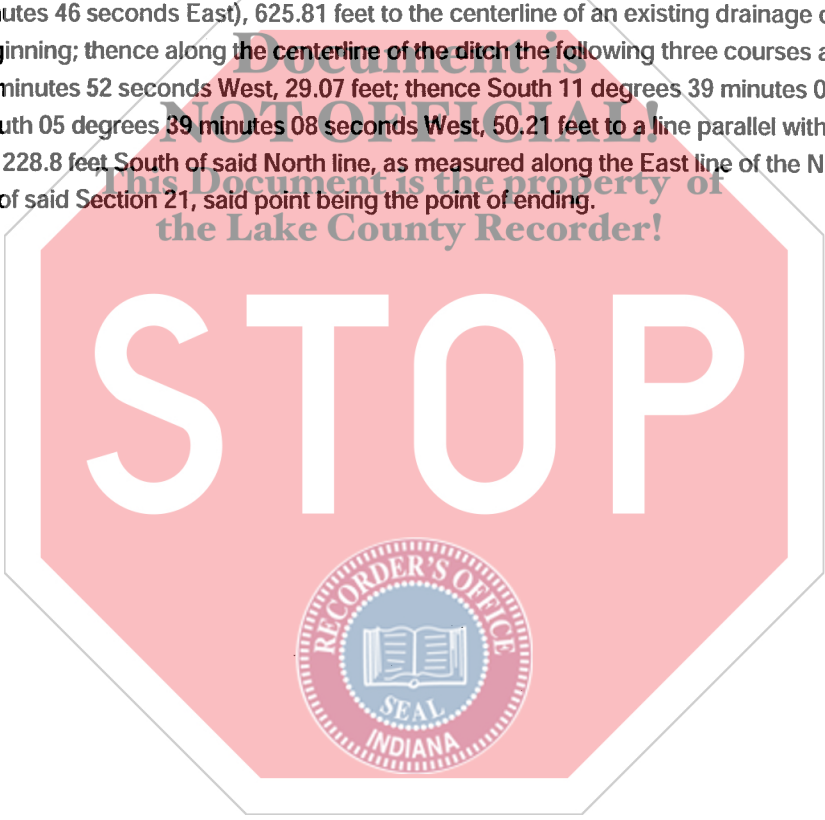 utes 46 seconds East), 625.81 feet to the centerline of an existing drainage
ginning; thence along the centerline of the ditch the following three courses
minutes 52 seconds West, 29.07 feet; thence South 11 degrees 39 minutes 0
uth 05 degrees 39 minutes 08 seconds West, 50.21 feet to a line parallel with
228.8 feet South of said North line, as measured along the East line of the N
of said Section 21, said point being the point of ending.
Document is
NOT OFFICIAL!
This Document is the property of
the Lake County Recorder!
STOP
RECORDER'S OFFICE
SEAL
INDIANA